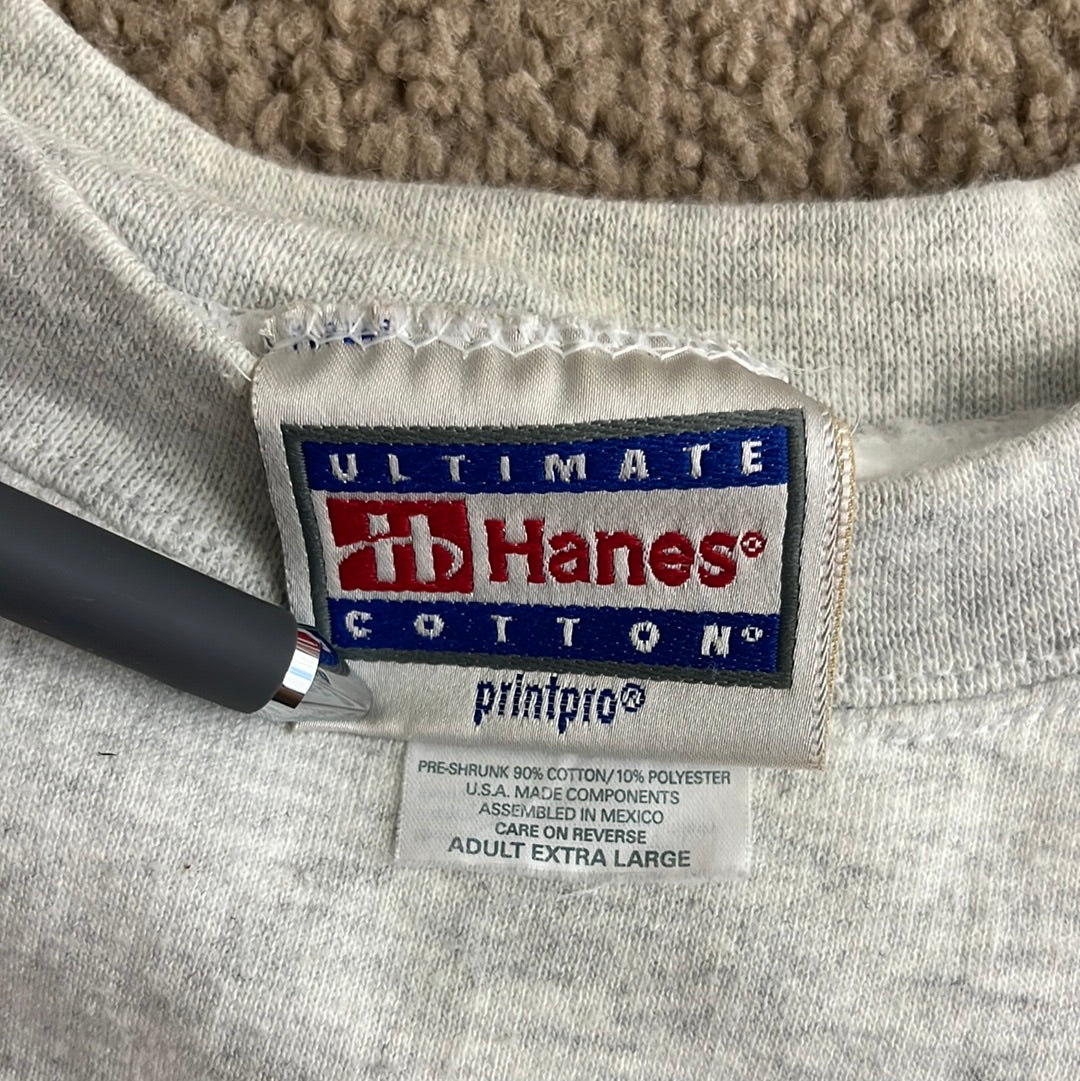 ULTIMATE
Hanes®
COTTON®
printpro®
PRE-SHRUNK 90% COTTON/10% POLYESTER
U.S.A. MADE COMPONENTS
ASSEMBLED IN MEXICO
CARE ON REVERSE
ADULT EXTRA LARGE